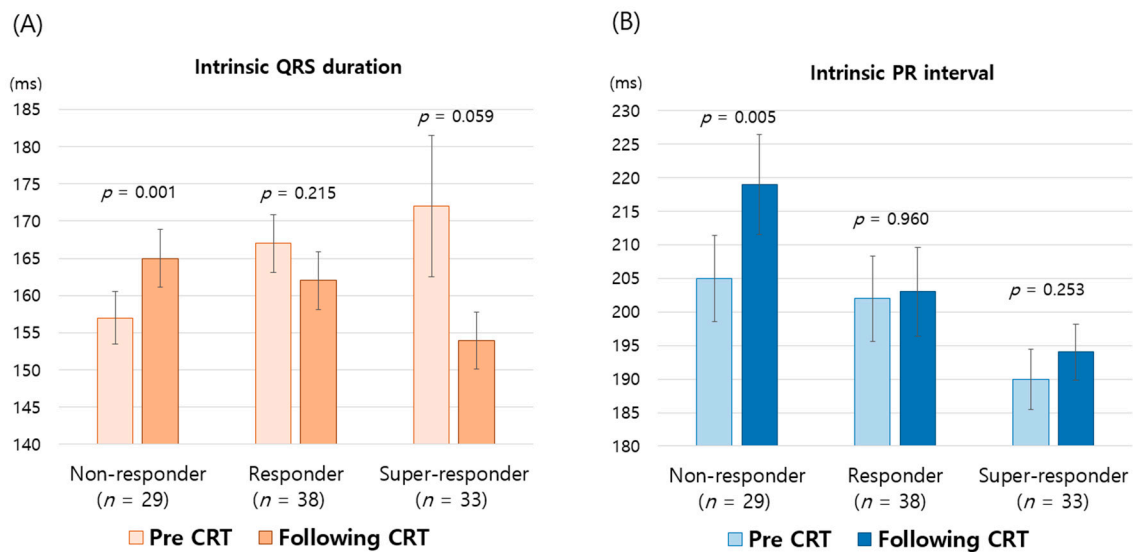 (A)
Intrinsic QRS duration
(ms)
185
180
175
170
165
160
155
150
145
140
p = 0.001
p = 0.215
p = 0.059
Non-responder Responder Super-responder
(n = 29) (n = 38) (n = 33)
Pre CRT Following CRT
(B)
Intrinsic PR interval
(ms)
230
225
220
215
210
205
200
195
190
185
180
p = 0.005
p = 0.960
p = 0.253
Non-responder Responder Super-responder
(n = 29) (n = 38) (n = 33)
Pre CRT Following CRT